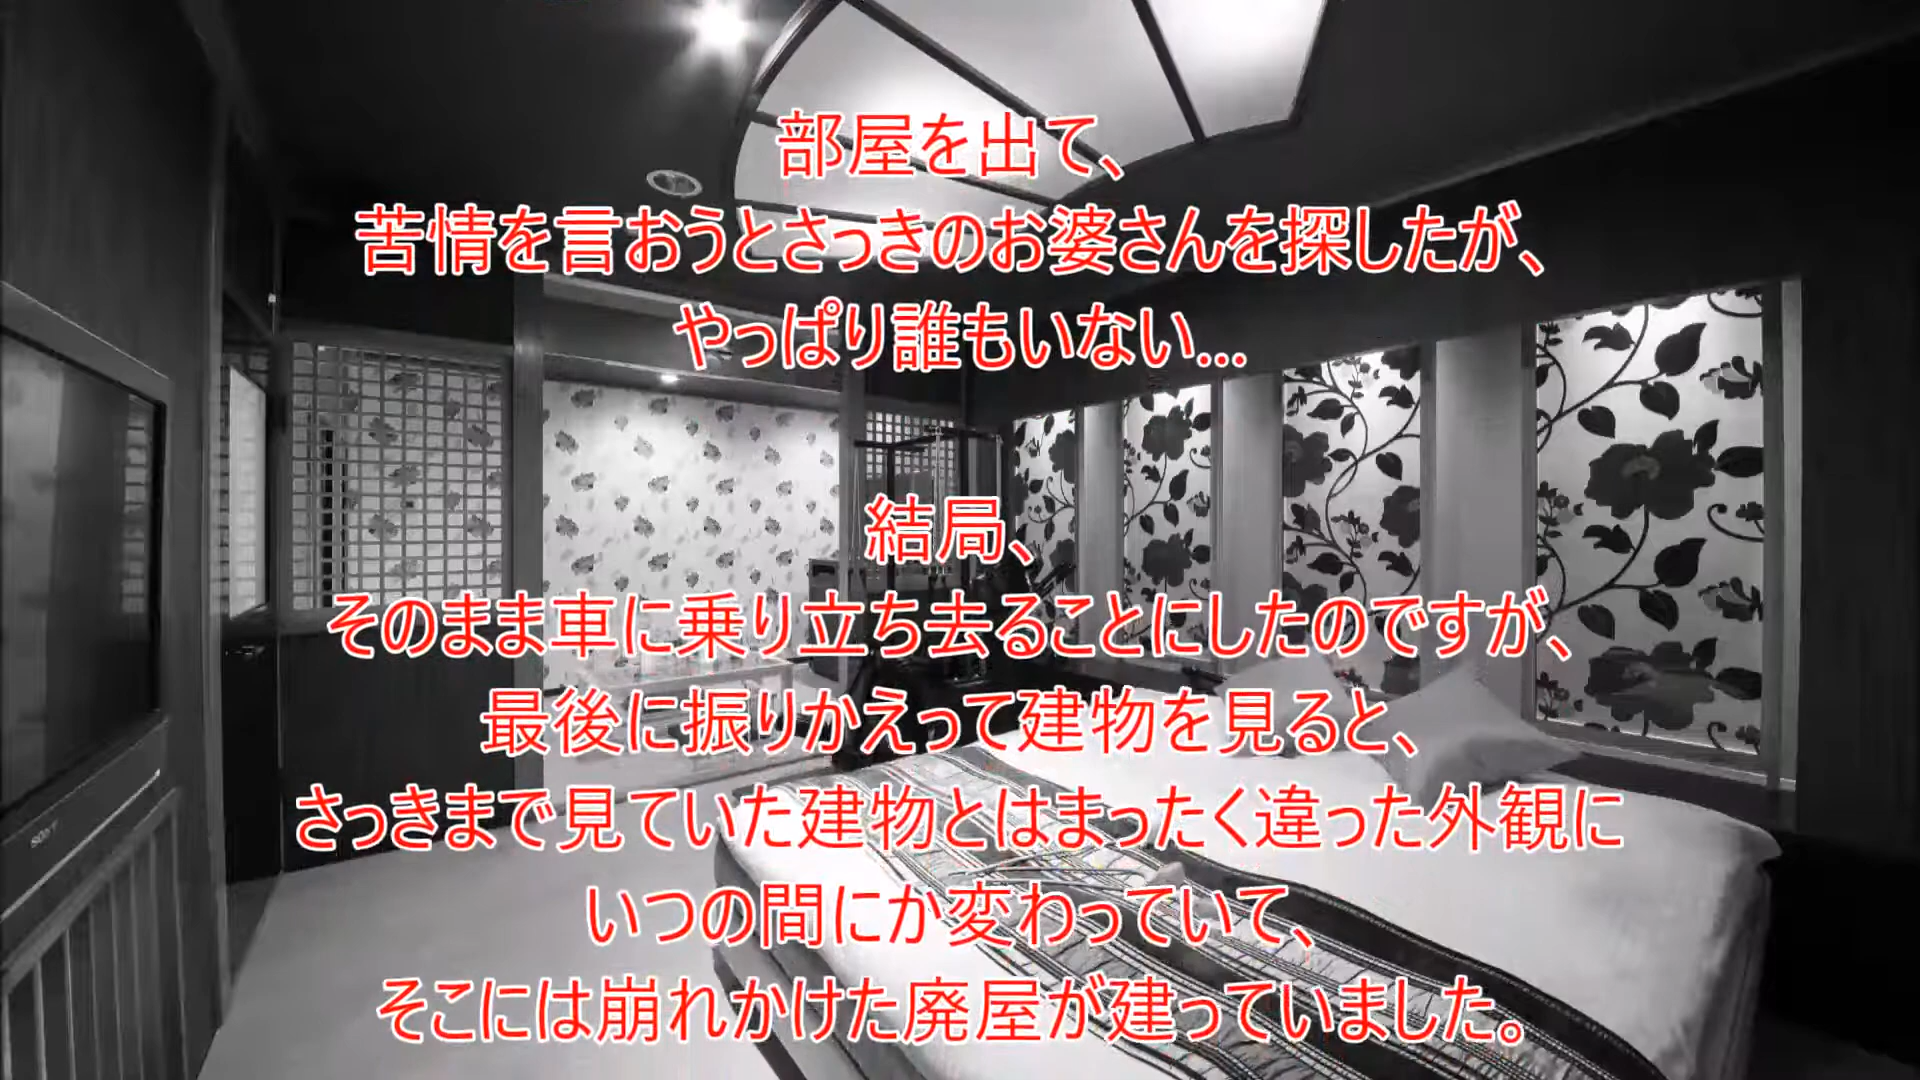 部屋を出て、
苦情を言おうとさっきのお婆さんを探したが、
やっぱり誰もいない…
結局、
そのまま車に乗り立ち去ることにしたのですが、
最後に振りかえって建物を見ると、
さっきまで見ていた建物とはまったく違った外観に
いつの間にか変わっていて、
そこには崩れかけた廃屋が建っていました。
SONY